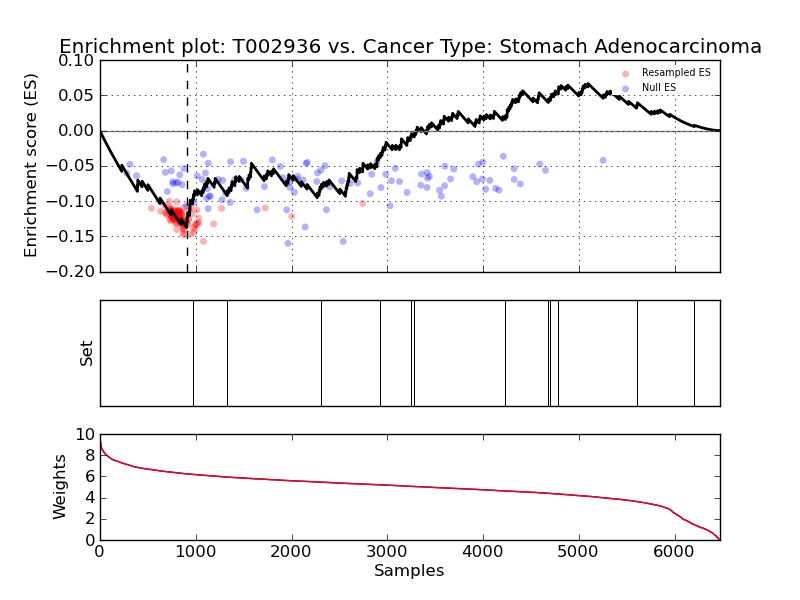 Enrichment plot: T002936 vs. Cancer Type: Stomach Adenocarcinoma
Enrichment score (ES)
0.10
0.05
0.00
−0.05
−0.10
−0.15
−0.20
Resampled ES
Null ES
Set
Weights
10
8
6
4
2
0
0 1000 2000 3000 4000 5000 6000
Samples